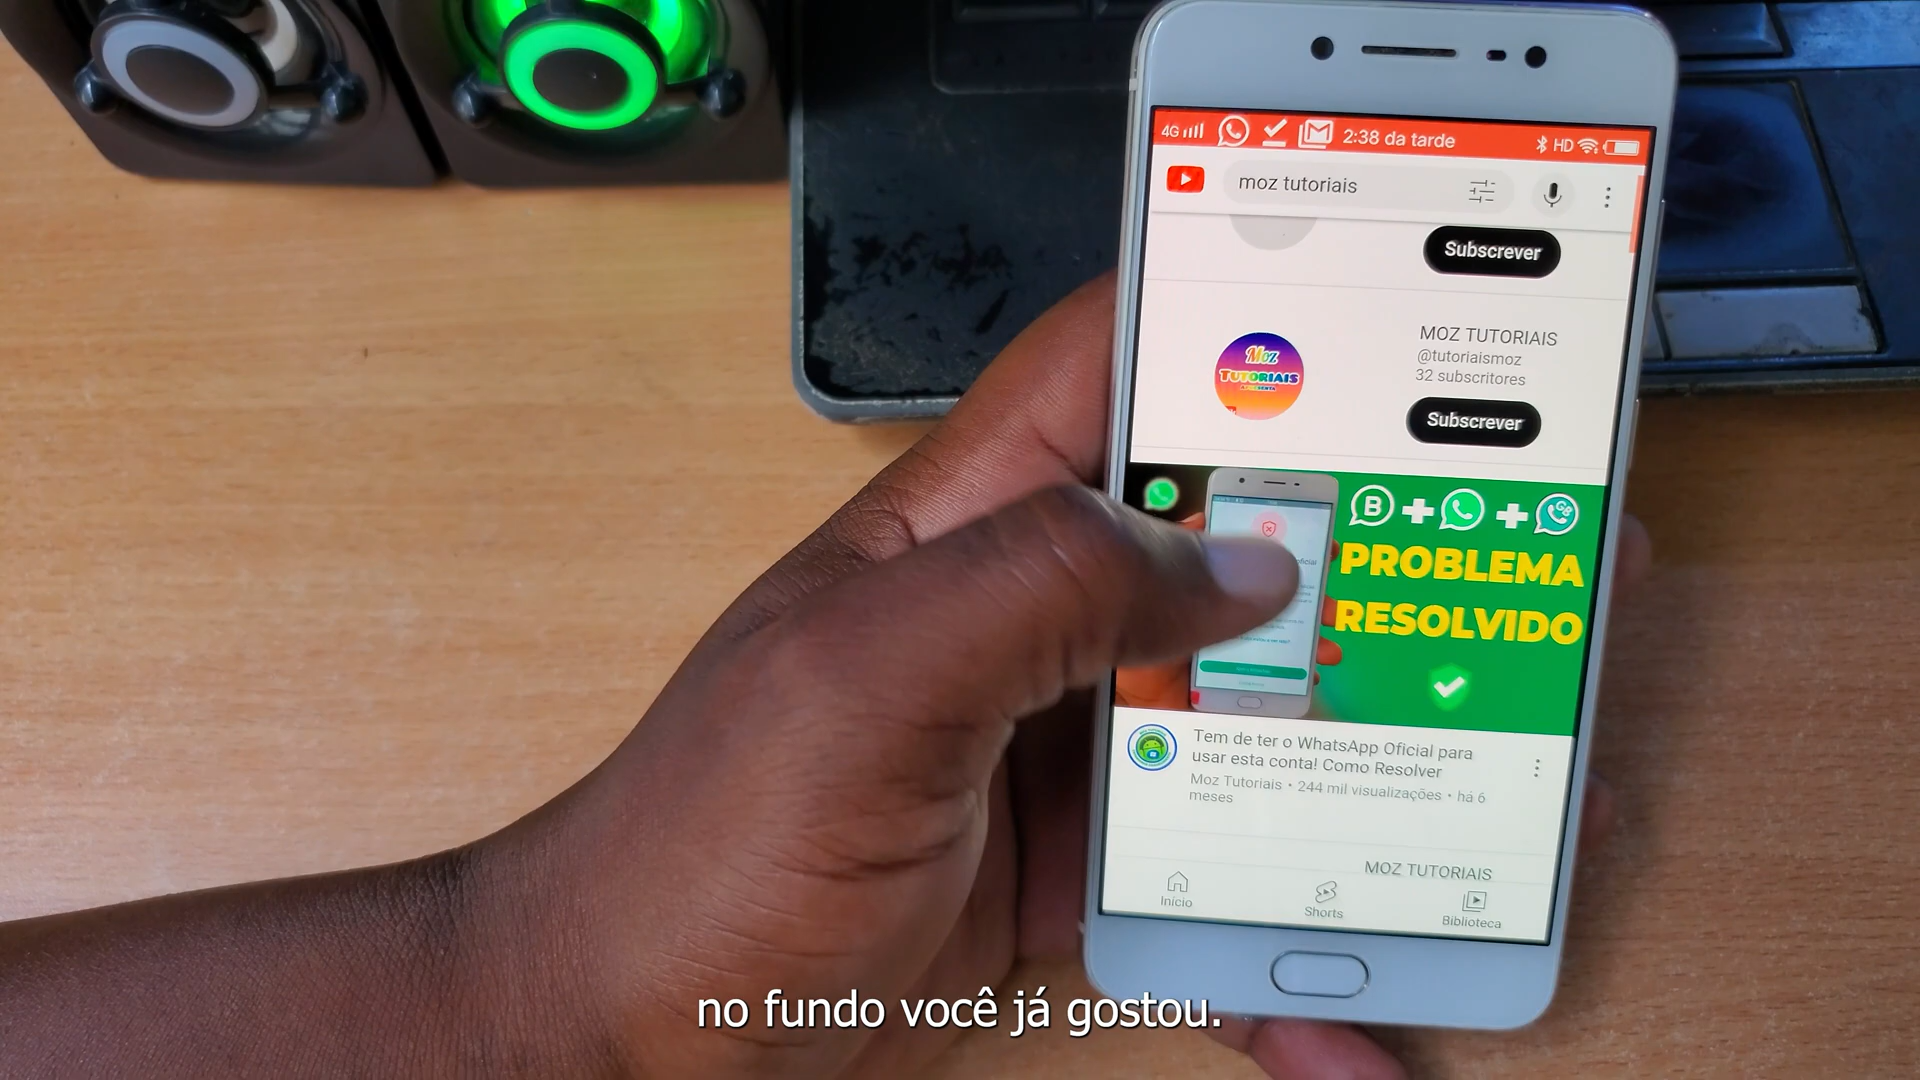 4G 2:38 da tarde HD
moz tutoriais
Subscrever
MOZ TUTORIAIS
@tutoriaismoz
32 subscritores
Moz
TUTORIAIS
Subscrever
B + + GB
PROBLEMA
RESOLVIDO
Tem de ter o WhatsApp Oficial para
usar esta conta! Como Resolver
Moz Tutoriais • 244 mil visualizações • há 6
meses
MOZ TUTORIAIS
Início
Shorts
Biblioteca
no fundo você já gostou.